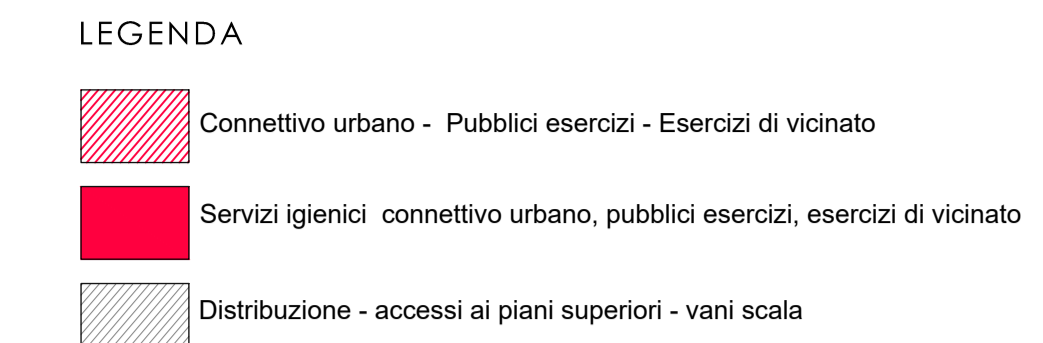 LEGENDA
Connettivo urbano - Pubblici esercizi - Esercizi di vicinato
Servizi igienici connettivo urbano, pubblici esercizi, esercizi di vicinato
Distribuzione - accessi ai piani superiori - vani scala